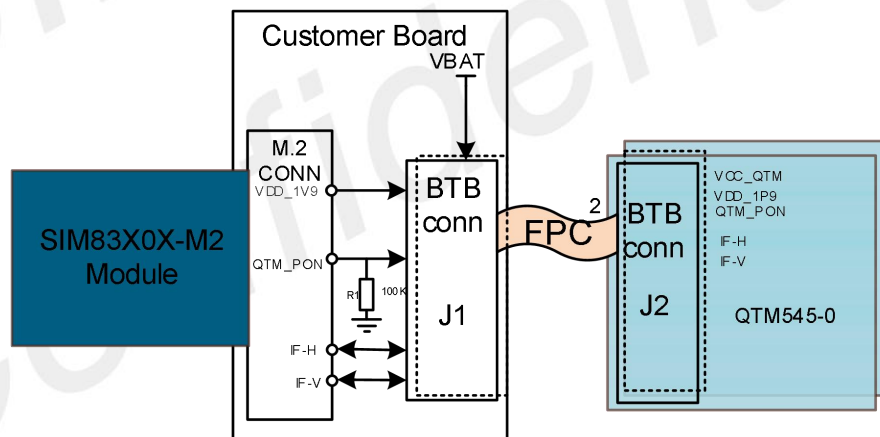 Customer Board
VBAT
M.2
CONN
VDD_1V9
QTM_PON
R1
100K
IF-H
IF-V
SIM83X0X-M2
Module
BTB
conn
J1
FPC
2
BTB
conn
J2
VCC_QTM
VDD_1P9
QTM_PON
IF-H
IF-V
QTM545-0